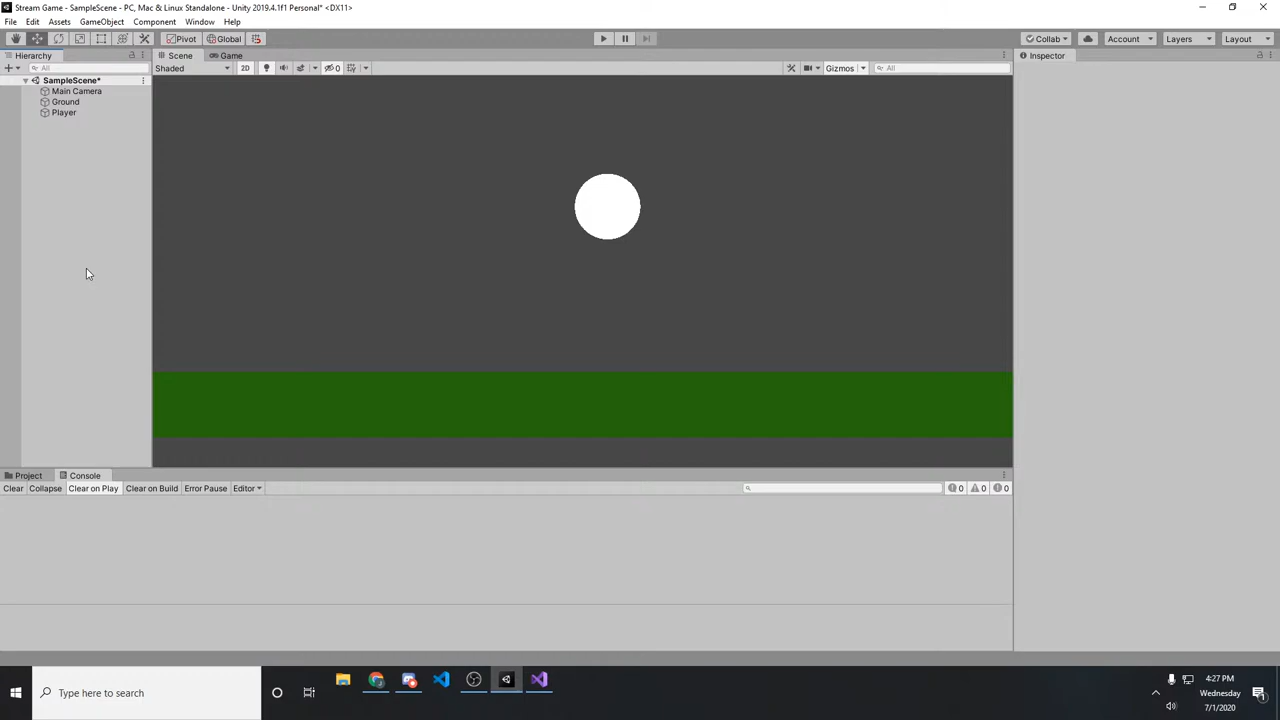 Stream Game - SampleScene - PC, Mac & Linux Standalone - Unity 2019.4.1f1 Personal* <DX11>
File Edit Assets GameObject Component Window Help
Pivot Global Collab Account Layers Layout
Hierarchy Scene Game Inspector
All Shaded 2D 0 Gizmos All
SampleScene*
Main Camera
Ground
Player
Project Console
Clear Collapse Clear on Play Clear on Build Error Pause Editor 0 0 0
Type here to search
4:27 PM
Wednesday
7/1/2020
1